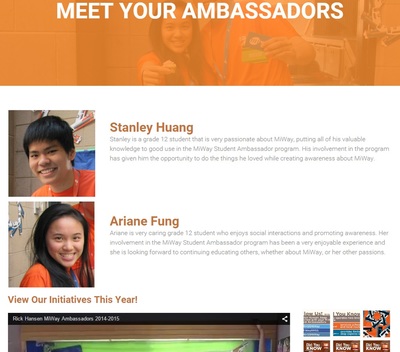 MEET YOUR AMBASSADORS
Stanley Huang
Stanley is a grade 12 student that is very passionate about MiWay, putting all of his valuable
knowledge to good use in the MiWay Student Ambassador program. His involvement in the program
has given him the opportunity to do the things he loved while creating awareness about MiWay.
Ariane Fung
Ariane is very caring grade 12 student who enjoys social interactions and promoting awareness. Her
involvement in the MiWay Student Ambassador program has been a very enjoyable experience and
she is looking forward to continuing educating others, whether about MiWay, or her other passions.
View Our Initiatives This Year!
Rick Hansen MiWay Ambassadors 2014-2015
Did You
KNOW
Did You
KNOW